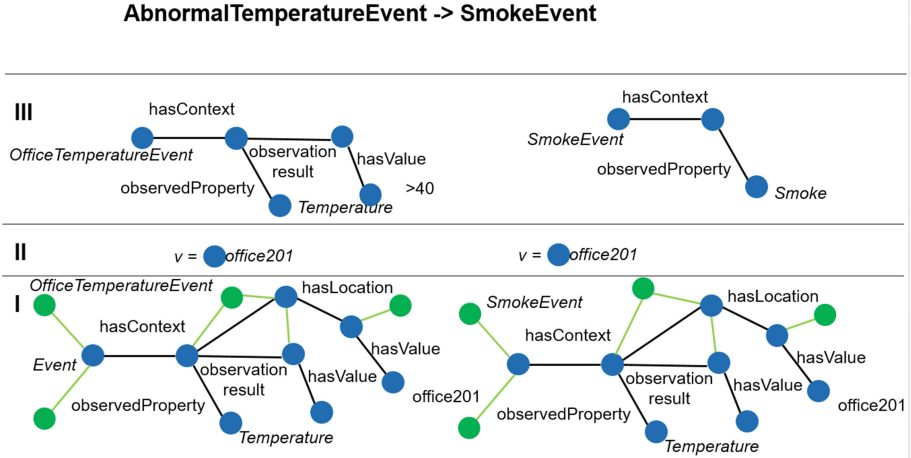 AbnormalTemperatureEvent -> SmokeEvent
III
hasContext
OfficeTemperatureEvent
observation
result
hasValue
>40
observedProperty
Temperature
hasContext
SmokeEvent
observedProperty
Smoke
II
v = office201
v = office201
I
OfficeTemperatureEvent
hasLocation
hasContext
Event
hasValue
observation
result
hasValue
office201
observedProperty
Temperature
SmokeEvent
hasLocation
hasContext
hasValue
observation
result
hasValue
office201
observedProperty
Temperature